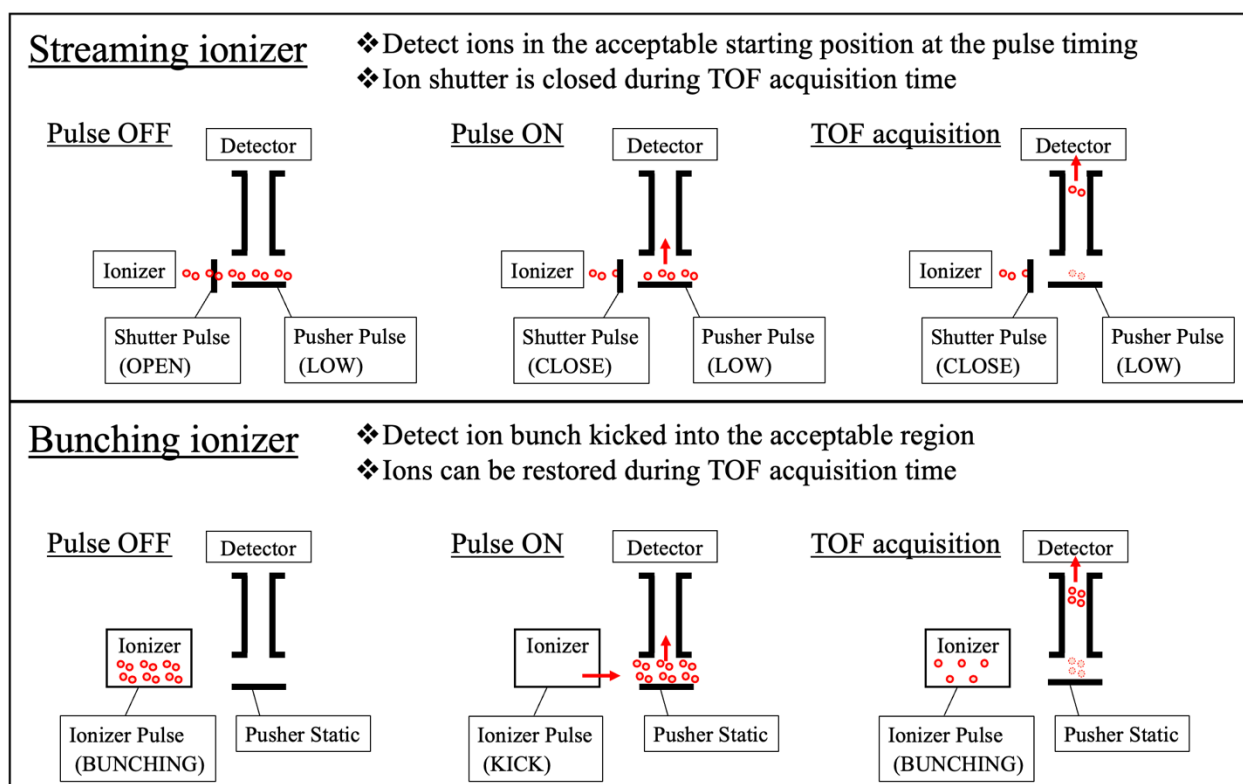 Streaming ionizer
❖Detect ions in the acceptable starting position at the pulse timing
❖Ion shutter is closed during TOF acquisition time
Pulse OFF
Detector
Ionizer
Shutter Pulse
(OPEN)
Pusher Pulse
(LOW)
Pulse ON
Detector
Ionizer
Shutter Pulse
(CLOSE)
Pusher Pulse
(LOW)
TOF acquisition
Detector
Ionizer
Shutter Pulse
(CLOSE)
Pusher Pulse
(LOW)
Bunching ionizer
❖Detect ion bunch kicked into the acceptable region
❖Ions can be restored during TOF acquisition time
Pulse OFF
Detector
Ionizer
Ionizer Pulse
(BUNCHING)
Pusher Static
Pulse ON
Detector
Ionizer
Ionizer Pulse
(KICK)
Pusher Static
TOF acquisition
Detector
Ionizer
Ionizer Pulse
(BUNCHING)
Pusher Static